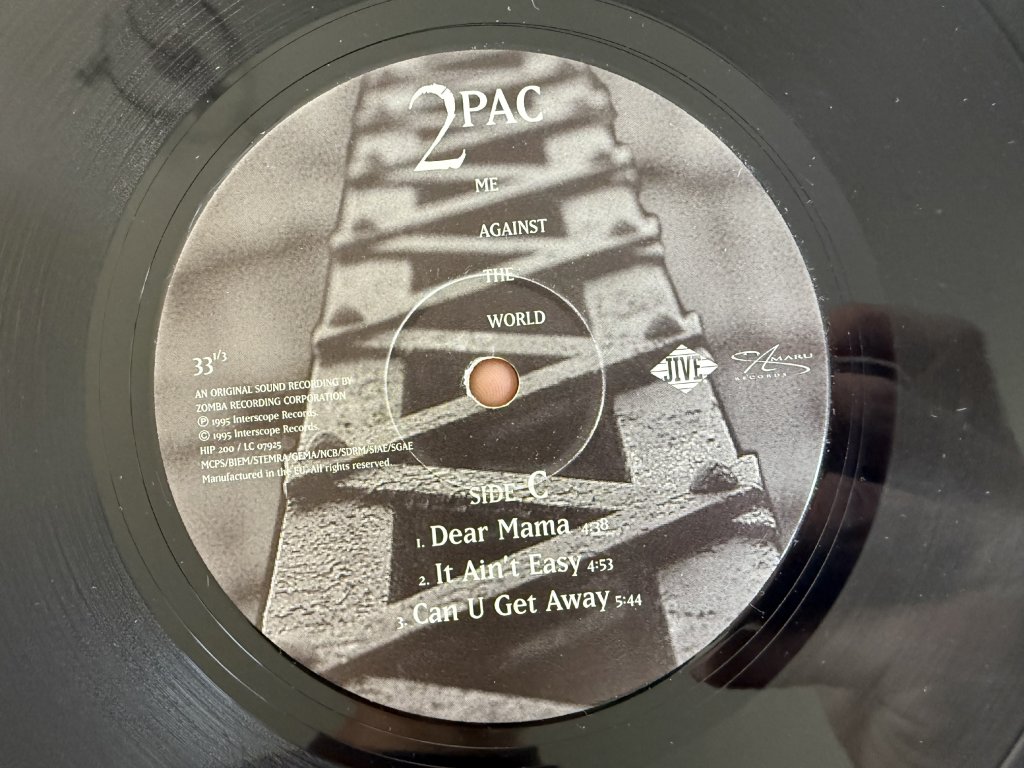 2PAC
ME
AGAINST
THE
WORLD
33 1/3
AN ORIGINAL SOUND RECORDING BY
ZOMBA RECORDING CORPORATION
℗ 1995 Interscope Records.
© 1995 Interscope Records.
HIP 200 / LC 07925
MCPS/BIEM/STEMRA/GEMA/NCB/SDRM/SIAE/SGAE
Manufactured in the EU. All rights reserved.
JIVE
AMARU
RECORDS
SIDE C
1. Dear Mama 4:38
2. It Ain't Easy 4:53
3. Can U Get Away 5:44